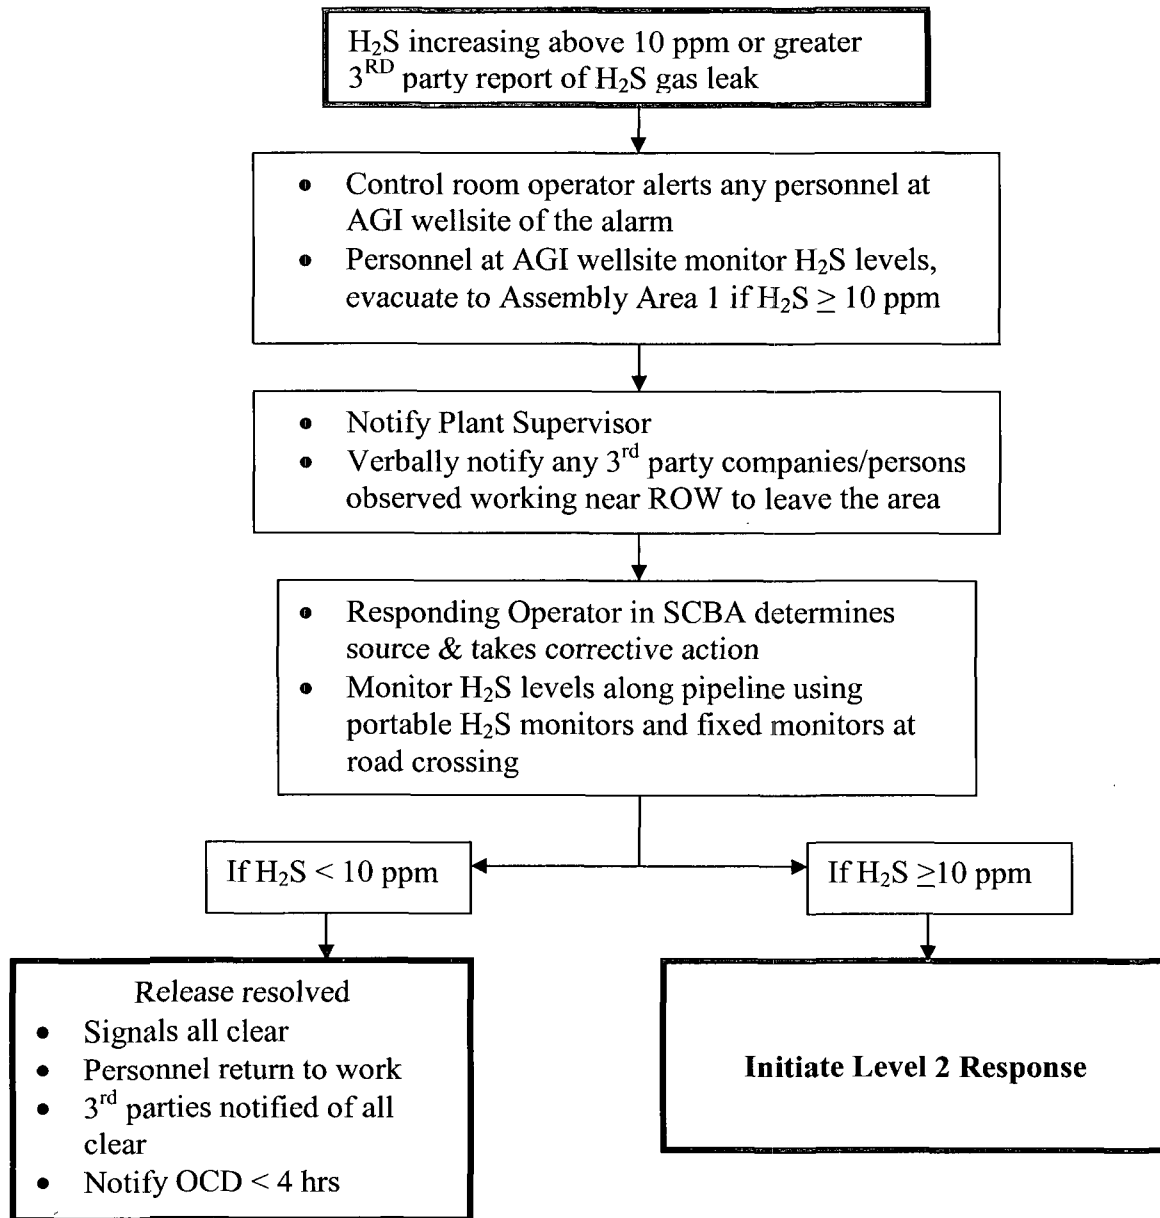 H₂S increasing above 10 ppm or greater
3ᴿᴰ party report of H₂S gas leak
• Control room operator alerts any personnel at
AGI wellsite of the alarm
• Personnel at AGI wellsite monitor H₂S levels,
evacuate to Assembly Area 1 if H₂S ≥ 10 ppm
• Notify Plant Supervisor
• Verbally notify any 3ʳᵈ party companies/persons
observed working near ROW to leave the area
• Responding Operator in SCBA determines
source & takes corrective action
• Monitor H₂S levels along pipeline using
portable H₂S monitors and fixed monitors at
road crossing
If H₂S < 10 ppm
If H₂S ≥10 ppm
Release resolved
• Signals all clear
• Personnel return to work
• 3ʳᵈ parties notified of all
clear
• Notify OCD < 4 hrs
Initiate Level 2 Response